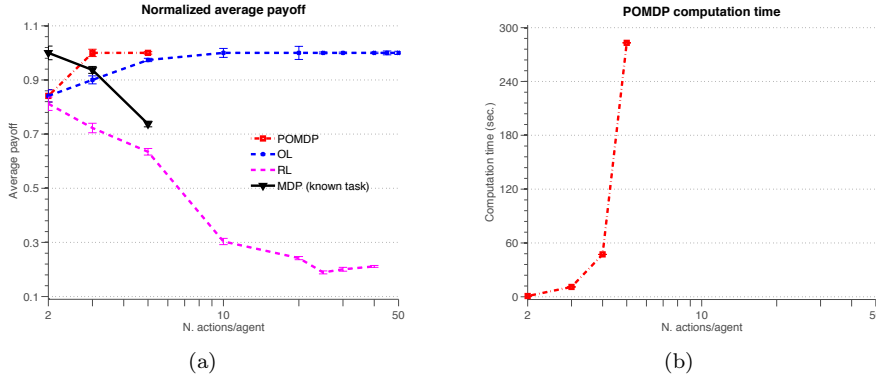 Normalized average payoff
1.1
0.9
0.7
0.5
0.3
0.1
Average payoff
2
10
50
N. actions/agent
POMDP
OL
RL
MDP (known task)
(a)
POMDP computation time
300
240
180
120
60
0
Computation time (sec.)
2
10
5
N. actions/agent
(b)